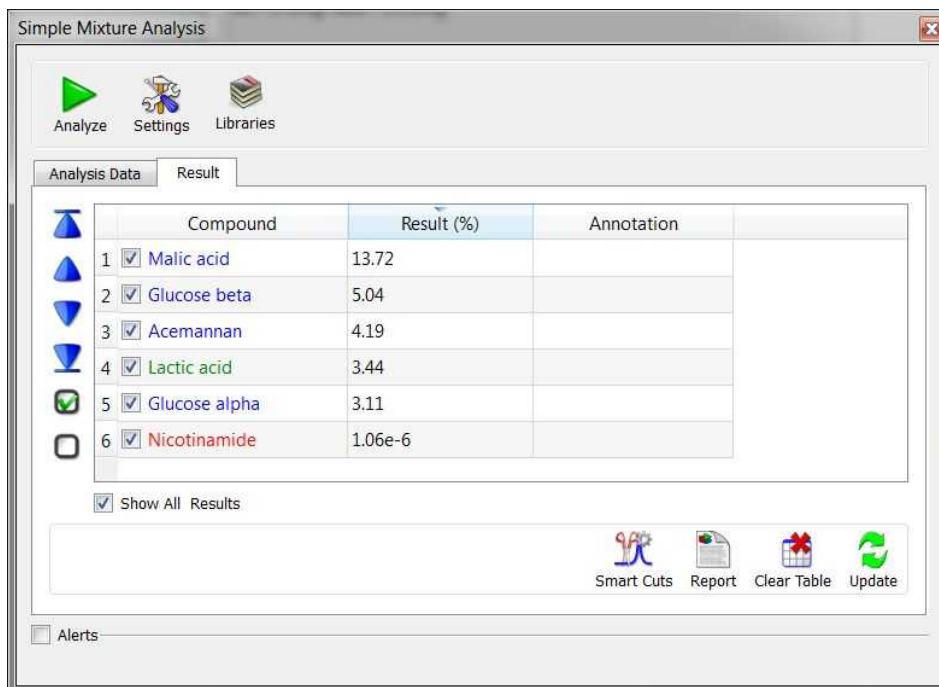 Simple Mixture Analysis
Analyze Settings Libraries
Analysis Data Result
Compound Result (%) Annotation
1 Malic acid 13.72
2 Glucose beta 5.04
3 Acemannan 4.19
4 Lactic acid 3.44
5 Glucose alpha 3.11
6 Nicotinamide 1.06e-6
Show All Results
Smart Cuts Report Clear Table Update
Alerts